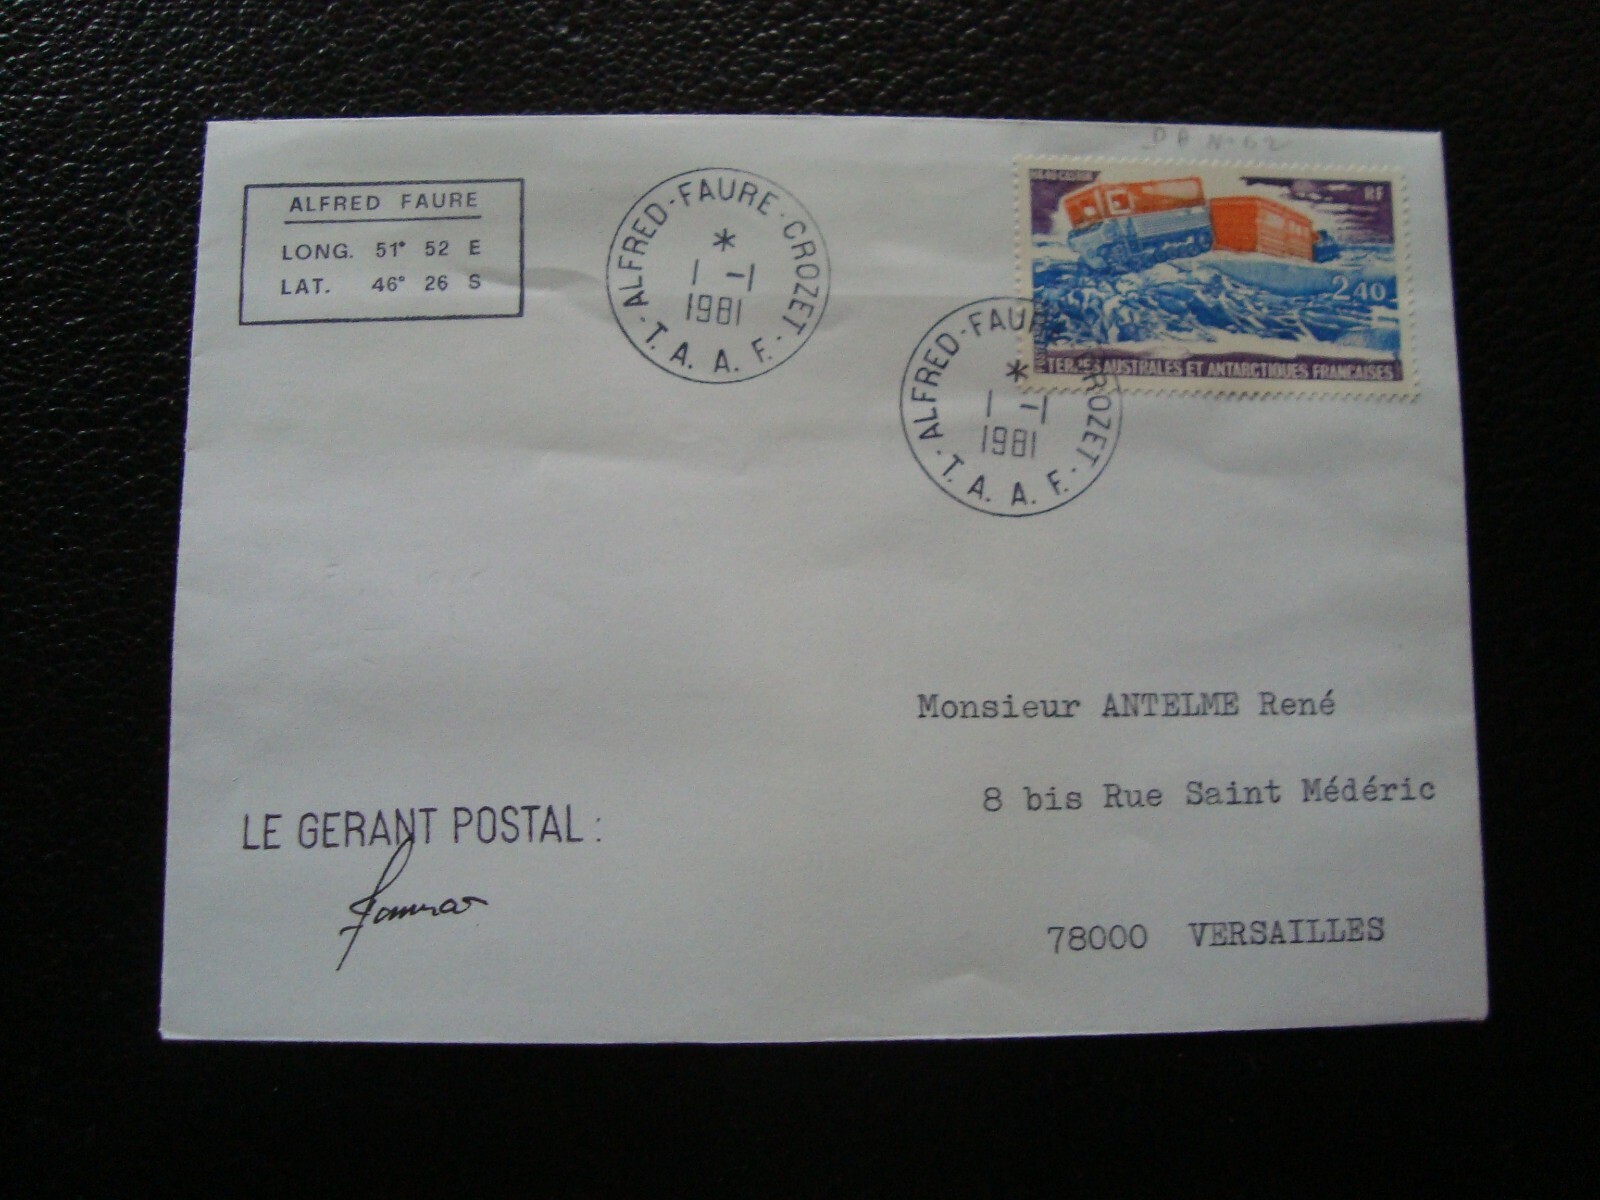 ALFRED FAURE
LONG. 51° 52 E
LAT. 46° 26 S
ALFRED-FAURE-CROZET
*
1 -1
1981
T.A.A.F.
RF
2,40
TERRES AUSTRALES ET ANTARCTIQUES FRANÇAISES
ALFRED-FAURE-CROZET
*
1 -1
1981
T.A.A.F.
Monsieur ANTELME René
8 bis Rue Saint Médéric
78000 VERSAILLES
LE GERANT POSTAL :